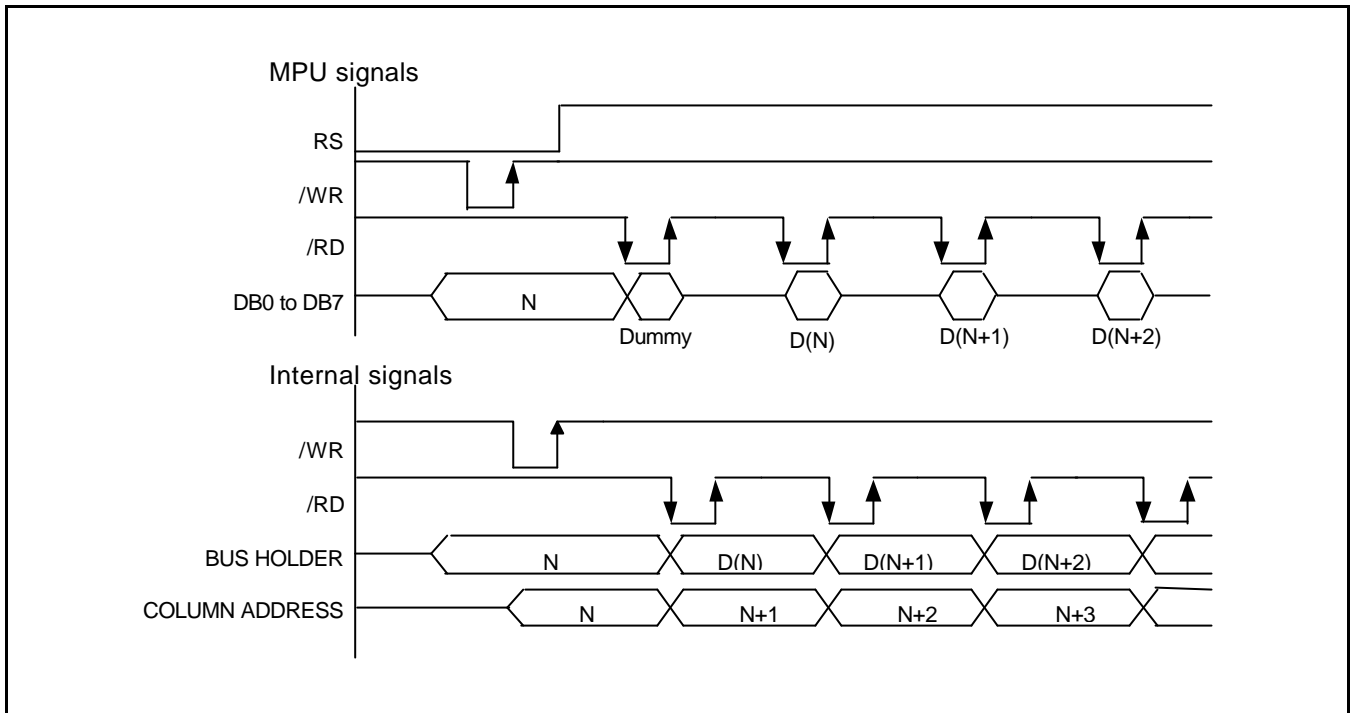 MPU signals
RS
/WR
/RD
DB0 to DB7
N
Dummy
D(N)
D(N+1)
D(N+2)
Internal signals
/WR
/RD
BUS HOLDER
N
D(N)
D(N+1)
D(N+2)
COLUMN ADDRESS
N
N+1
N+2
N+3